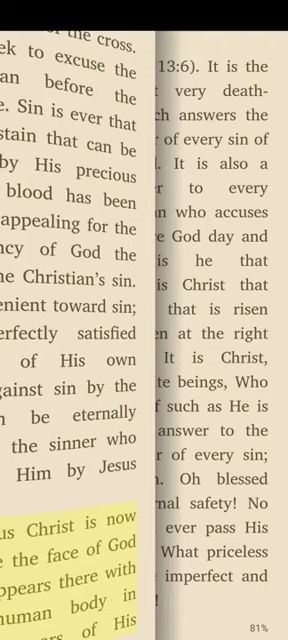 of the cross.
ek to excuse the
an before the
e. Sin is ever that
stain that can be
by His precious
blood has been
appealing for the
ncy of God the
he Christian's sin.
enient toward sin;
erfectly satisfied
of His own
gainst sin by the
n be eternally
the sinner who
Him by Jesus
us Christ is now
e the face of God
ppears there with
human body in
ars of His
13:6). It is the
t very death-
ch answers the
r of every sin of
l. It is also a
er to every
an who accuses
re God day and
is he that
is Christ that
that is risen
en at the right
It is Christ,
te beings, Who
f such as He is
answer to the
r of every sin;
n. Oh blessed
rnal safety! No
ever pass His
What priceless
imperfect and
!
81%